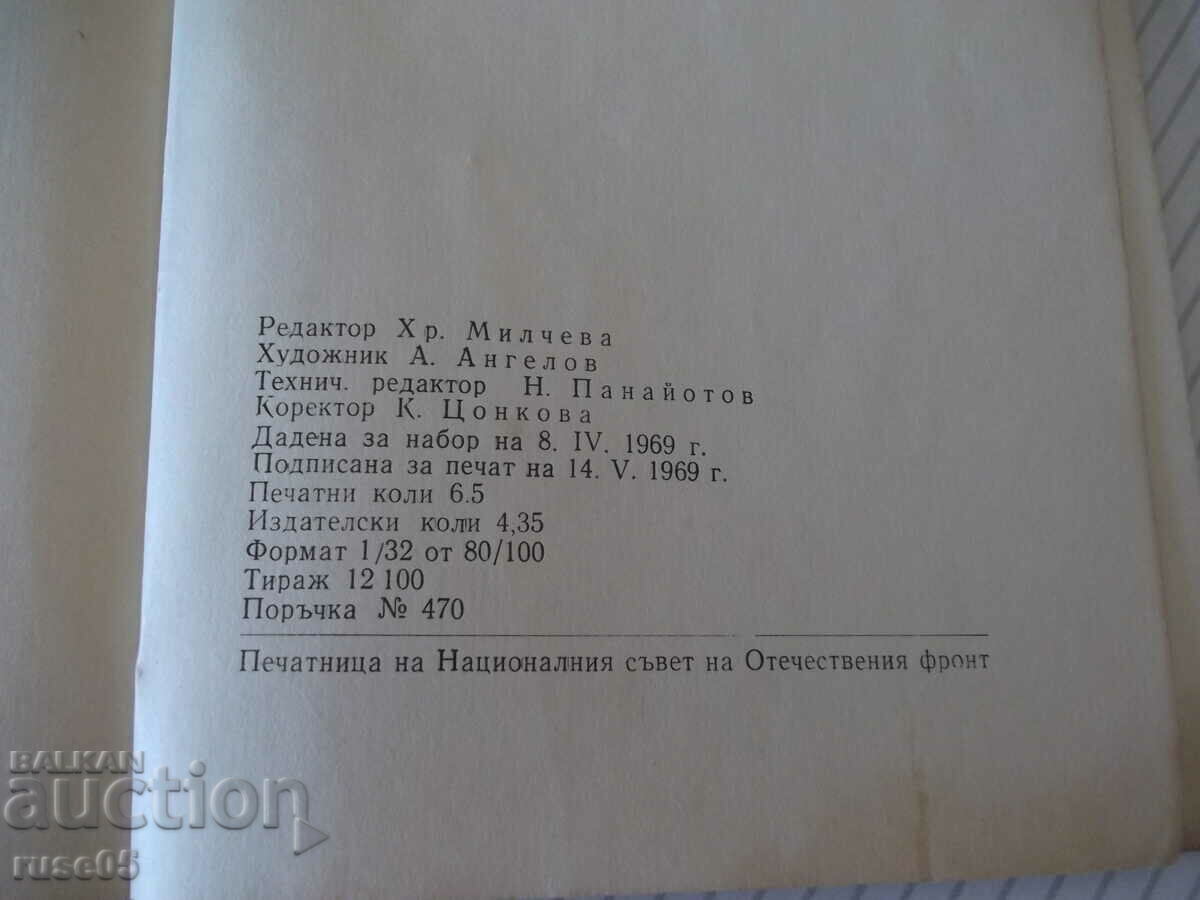 Редактор Хр. Милчева
Художник А. Ангелов
Технич. редактор Н. Панайотов
Коректор К. Цонкова
Дадена за набор на 8. IV. 1969 г.
Подписана за печат на 14. V. 1969 г.
Печатни коли 6.5
Издателски коли 4,35
Формат 1/32 от 80/100
Тираж 12 100
Поръчка № 470
Печатница на Националния съвет на Отечествения фронт
BALKAN
auction
ruse05